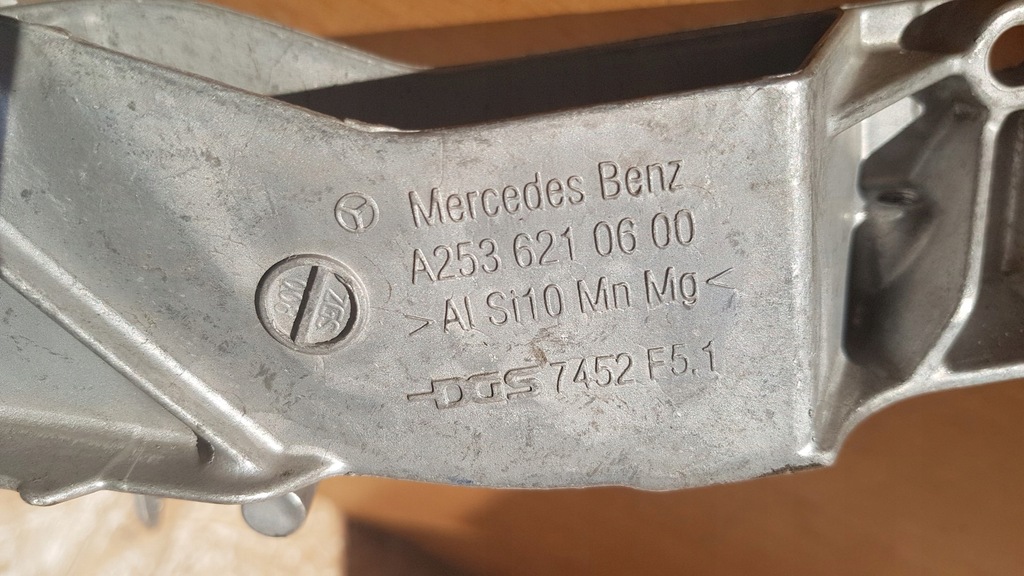 Mercedes Benz
A253 621 06 00
>Al Si10 Mn Mg<
DGS 7452 F5.1